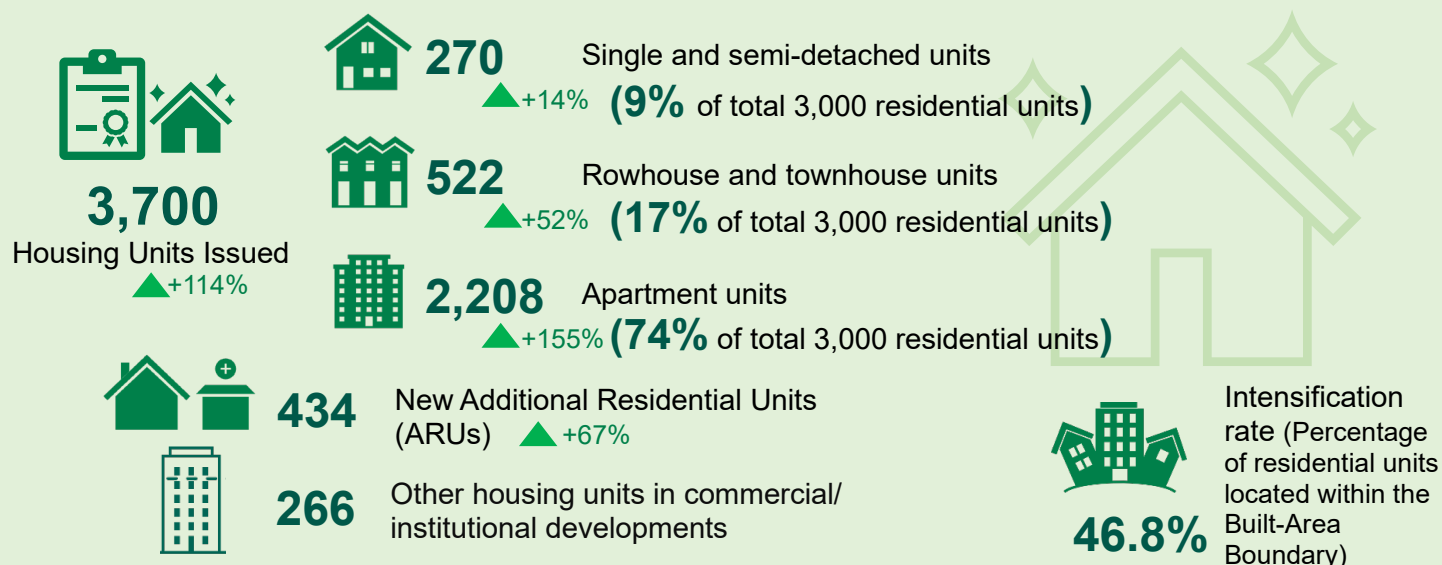 3,700
Housing Units Issued
+114%
270 Single and semi-detached units
+14% (9% of total 3,000 residential units)
522 Rowhouse and townhouse units
+52% (17% of total 3,000 residential units)
2,208 Apartment units
+155% (74% of total 3,000 residential units)
434 New Additional Residential Units
(ARUs) +67%
266 Other housing units in commercial/
institutional developments
46.8%
Intensification
rate (Percentage
of residential units
located within the
Built-Area
Boundary)